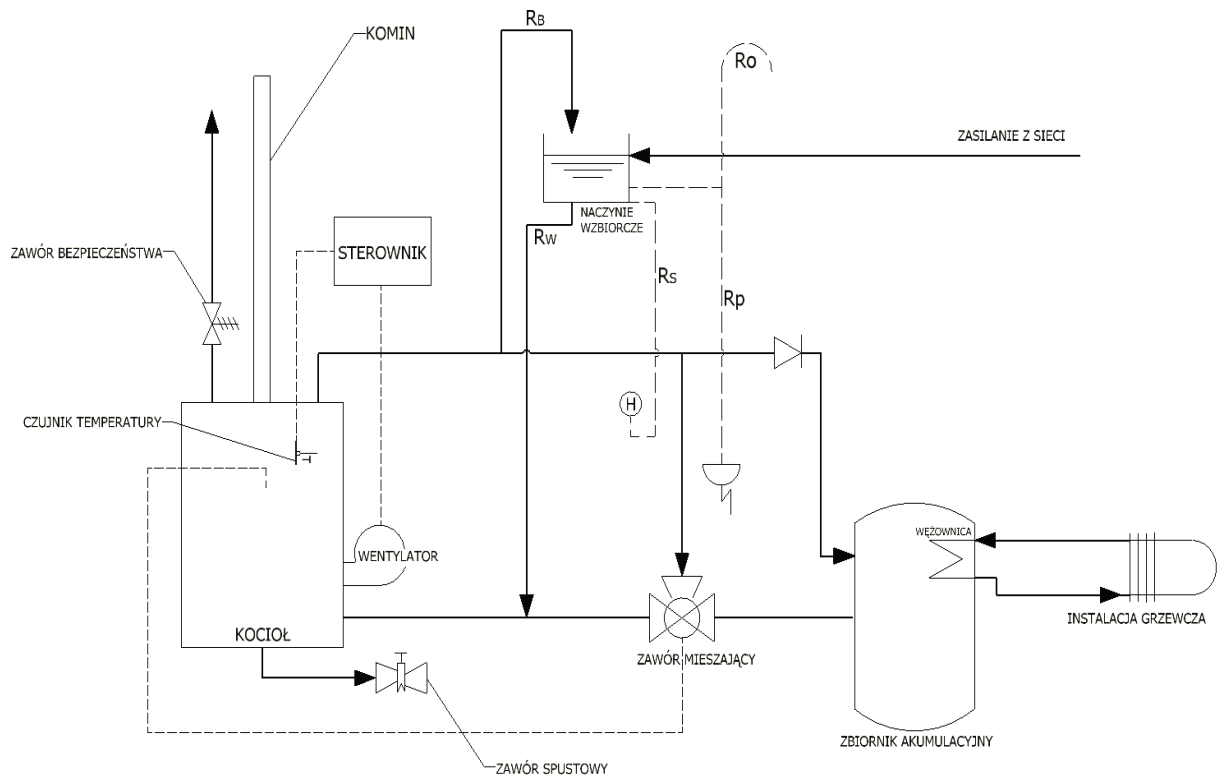 RB
KOMIN
Ro
ZASILANIE Z SIECI
NACZYNIE
WZBIORCZE
RW
STEROWNIK
ZAWÓR BEZPIECZEŃSTWA
RS
Rp
H
CZUJNIK TEMPERATURY
WĘŻOWNICA
WENTYLATOR
INSTALACJA GRZEWCZA
KOCIOŁ
ZAWÓR MIESZAJĄCY
ZBIORNIK AKUMULACYJNY
ZAWÓR SPUSTOWY